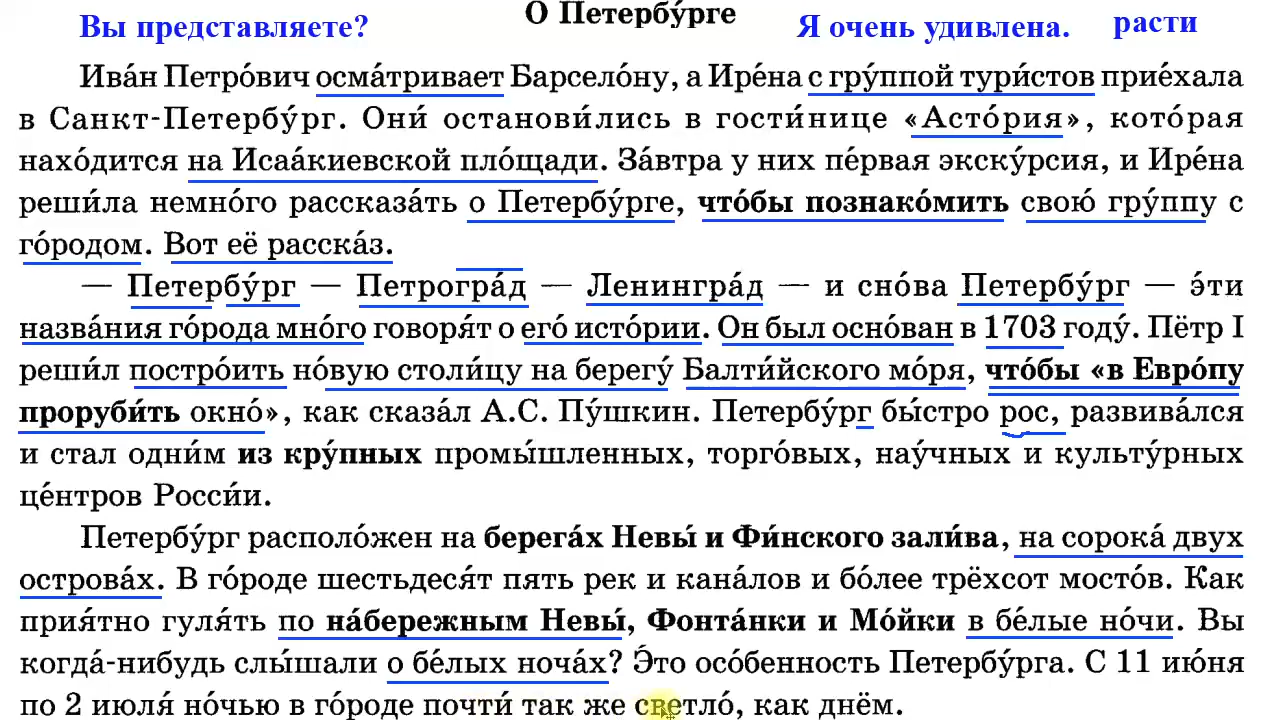 О Петербу́рге
Вы представляете?
Я очень удивлена.
расти
Ива́н Петро́вич осма́тривает Барсело́ну, а Ире́на с гру́ппой тури́стов прие́хала
в Санкт-Петербу́рг. Они́ останови́лись в гости́нице «Асто́рия», кото́рая
нахо́дится на Исаа́киевской пло́щади. За́втра у них пе́рвая экску́рсия, и Ире́на
реши́ла немно́го рассказа́ть о Петербу́рге, что́бы познако́мить свою́ гру́ппу с
го́родом. Вот её расска́з.
— Петербу́рг — Петрогра́д — Ленингра́д — и сно́ва Петербу́рг — э́ти
назва́ния го́рода мно́го говоря́т о его́ исто́рии. Он был осно́ван в 1703 году́. Пётр I
реши́л постро́ить но́вую столи́цу на берегу́ Балти́йского мо́ря, что́бы «в Евро́пу
проруби́ть окно́», как сказа́л А.С. Пу́шкин. Петербу́рг бы́стро рос, развива́лся
и стал одни́м из кру́пных промы́шленных, торго́вых, нау́чных и культу́рных
це́нтров Росси́и.
Петербу́рг располо́жен на берега́х Невы́ и Фи́нского зали́ва, на сорока́ двух
острова́х. В го́роде шестьдеся́т пять рек и кана́лов и бо́лее трёхсот мосто́в. Как
прия́тно гуля́ть по на́бережным Невы́, Фонта́нки и Мо́йки в бе́лые но́чи. Вы
когда́-нибудь слы́шали о бе́лых ноча́х? Э́то осо́бенность Петербу́рга. С 11 ию́ня
по 2 июля́ но́чью в го́роде почти́ так же светло́, как днём.